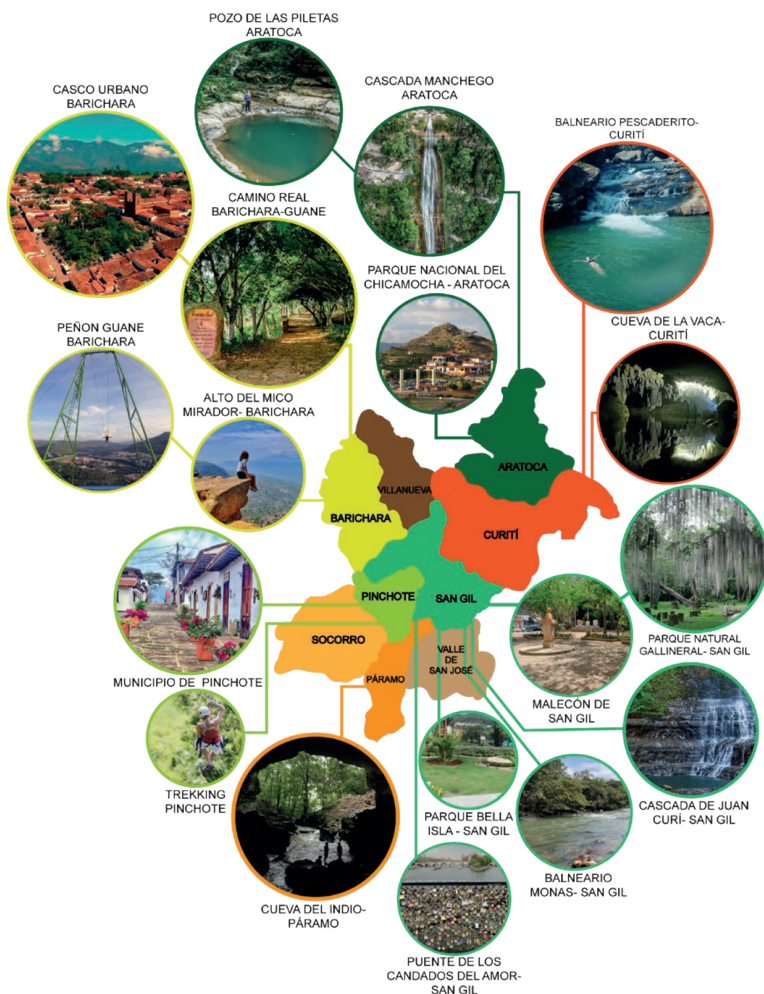 POZO DE LAS PILETAS
ARATOCA
CASCADA MANCHEGO
ARATOCA
CASCO URBANO
BARICHARA
BALNEARIO PESCADERITO-
CURITÍ
CAMINO REAL
BARICHARA-GUANE
PARQUE NACIONAL DEL
CHICAMOCHA - ARATOCA
CUEVA DE LA VACA-
CURITÍ
PEÑON GUANE
BARICHARA
ALTO DEL MICO
MIRADOR- BARICHARA
ARATOCA
VILLANUEVA
BARICHARA
CURITÍ
PINCHOTE
SAN GIL
SOCORRO
VALLE
DE
SAN JOSÉ
PÁRAMO
PARQUE NATURAL
GALLINERAL- SAN GIL
MUNICIPIO DE PINCHOTE
MALECÓN DE
SAN GIL
TREKKING
PINCHOTE
PARQUE BELLA
ISLA - SAN GIL
CASCADA DE JUAN
CURÍ- SAN GIL
BALNEARIO
MONAS- SAN GIL
CUEVA DEL INDIO-
PÁRAMO
PUENTE DE LOS
CANDADOS DEL AMOR-
SAN GIL